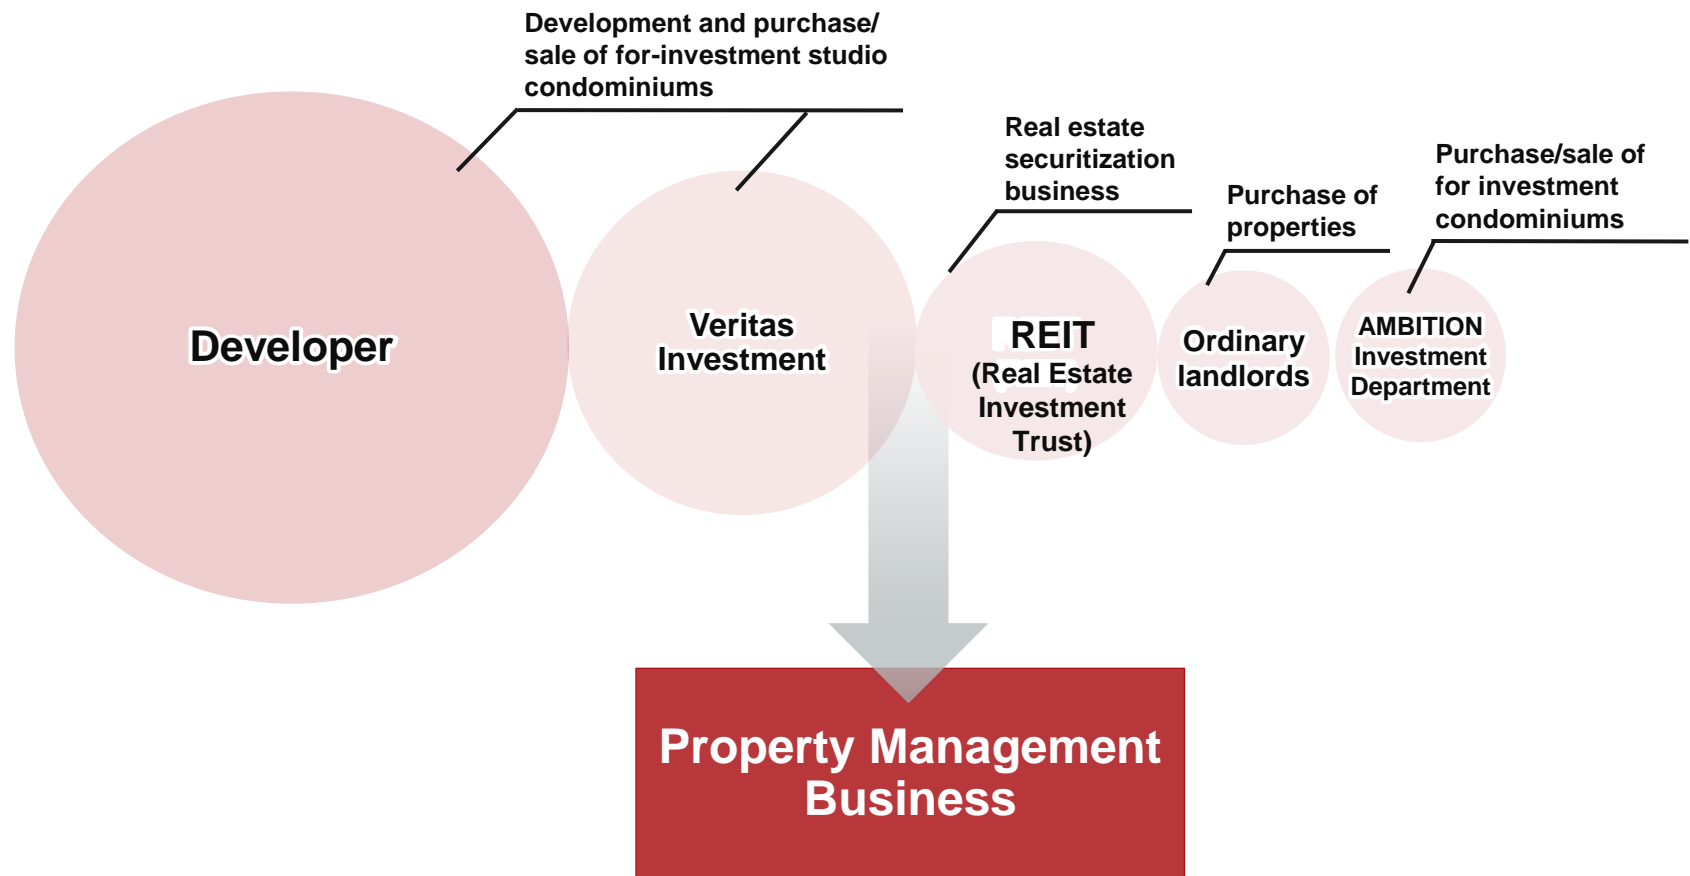 Development and purchase/
sale of for-investment studio
condominiums
Real estate
securitization
business
Purchase of
properties
Purchase/sale of
for investment
condominiums
Developer
Veritas
Investment
REIT
(Real Estate
Investment
Trust)
Ordinary
landlords
AMBITION
Investment
Department
Property Management
Business